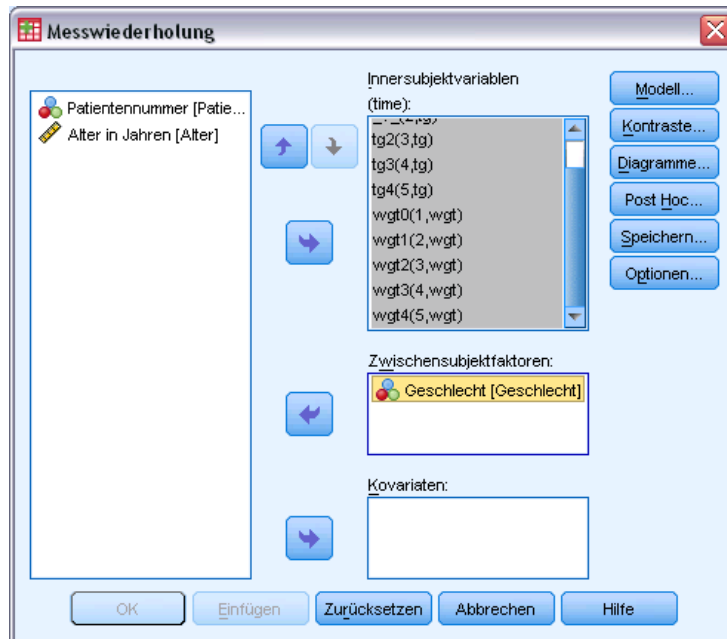 Messwiederholung
Patientennummer [Patie...
Alter in Jahren [Alter]
Innersubjektvariablen
(time):
tg2(3,tg)
tg3(4,tg)
tg4(5,tg)
wgt0(1,wgt)
wgt1(2,wgt)
wgt2(3,wgt)
wgt3(4,wgt)
wgt4(5,wgt)
Zwischensubjektfaktoren:
Geschlecht [Geschlecht]
Kovariaten:
Modell...
Kontraste...
Diagramme...
Post Hoc...
Speichern...
Optionen...
OK
Einfügen
Zurücksetzen
Abbrechen
Hilfe